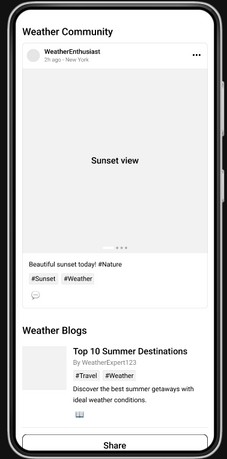 Weather Community
WeatherEnthusiast
2h ago · New York
Sunset view
Beautiful sunset today! #Nature
#Sunset #Weather
Weather Blogs
Top 10 Summer Destinations
By WeatherExpert123
#Travel #Weather
Discover the best summer getaways with
ideal weather conditions.
Share